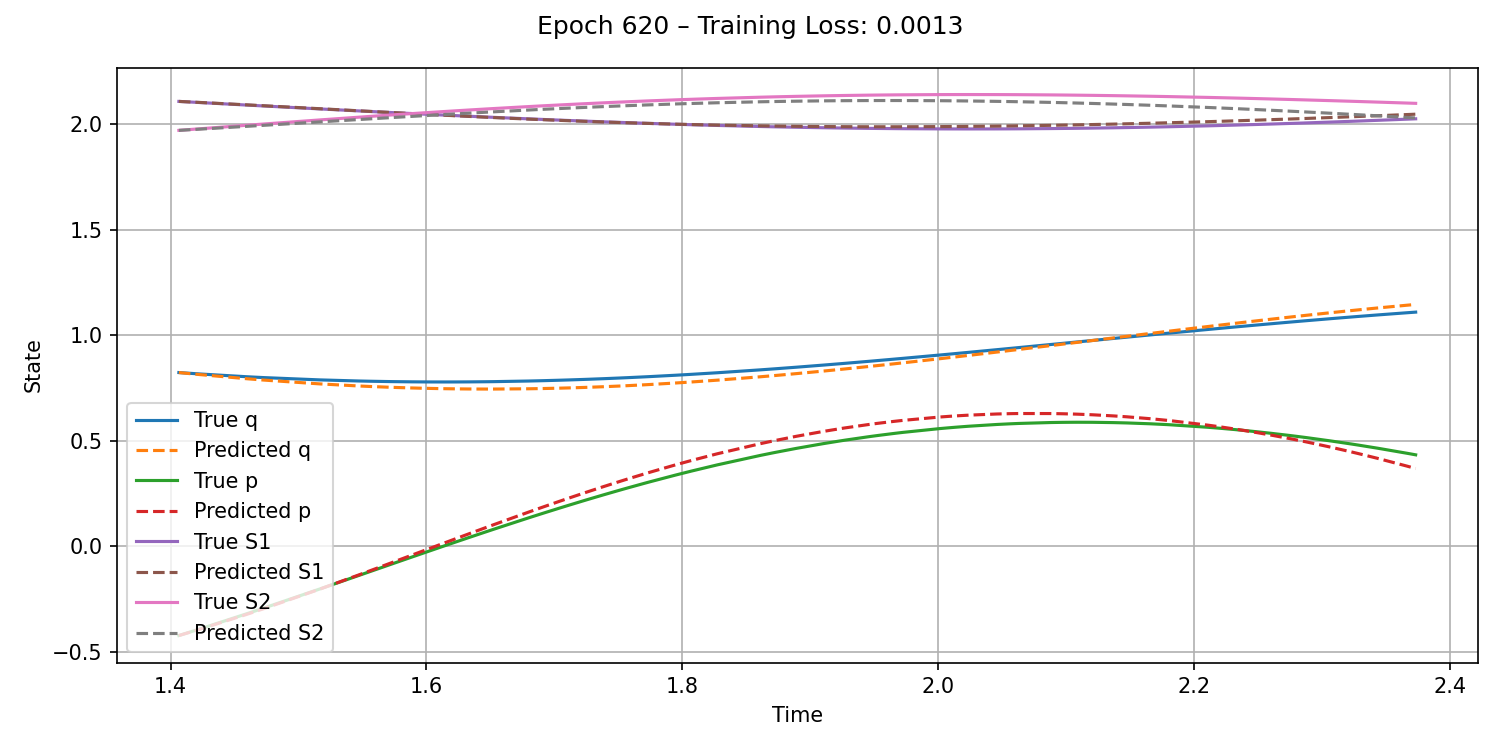 Epoch 620 – Training Loss: 0.0013
State
2.0
1.5
1.0
0.5
0.0
−0.5
True q
Predicted q
True p
Predicted p
True S1
Predicted S1
True S2
Predicted S2
1.4
1.6
1.8
2.0
2.2
2.4
Time